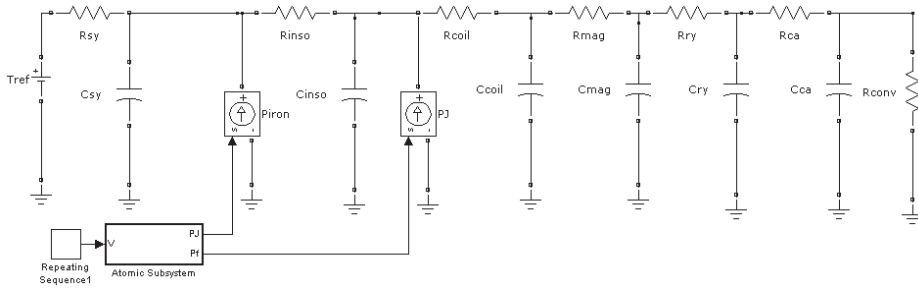 Rsy
Rinso
Rcoil
Rmag
Rry
Rca
Tref
+
Csy
+
Piron
s
-
Cinso
+
PJ
s
-
Ccoil
Cmag
Cry
Cca
Rconv
V
PJ
Pf
Repeating
Sequence1
Atomic Subsystem